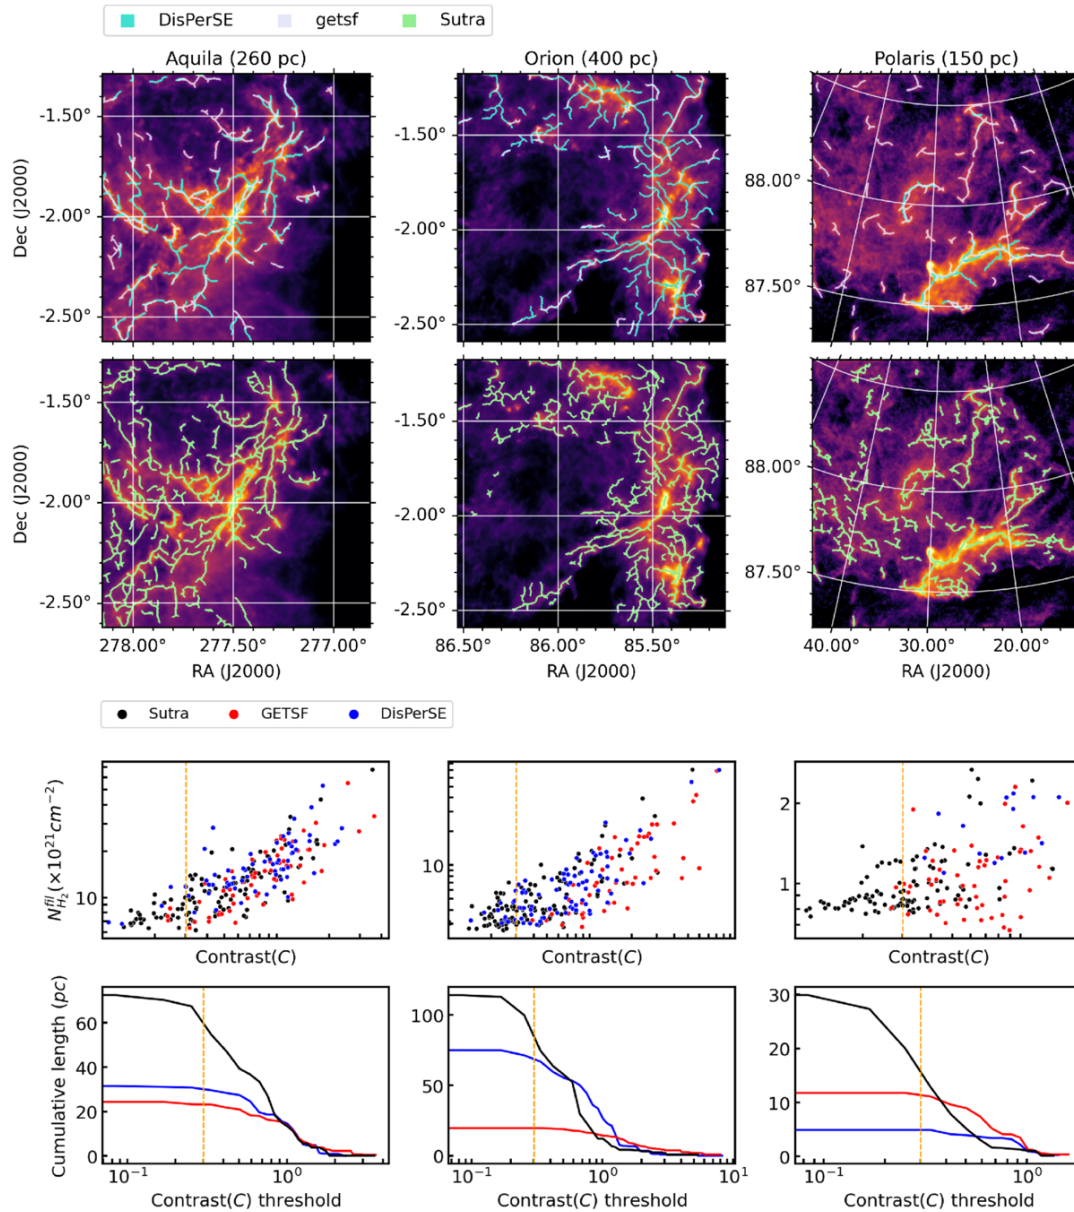 DisPerSE getsf Sutra
Aquila (260 pc) Orion (400 pc) Polaris (150 pc)
Dec (J2000)
-1.50°
-2.00°
-2.50°
-1.50°
-2.00°
-2.50°
88.00°
87.50°
Dec (J2000)
-1.50°
-2.00°
-2.50°
-1.50°
-2.00°
-2.50°
88.00°
87.50°
278.00 277.50 277.00 86.50 86.00 85.50 40.00 30.00 20.00
RA (J2000) RA (J2000) RA (J2000)
Sutra GETSF DisPerSE
N_{H_2}^{fil}(×10^{21}cm^{-2})
10
10
2
1
Contrast(C) Contrast(C) Contrast(C)
Cumulative length (pc)
60
40
20
0
100
50
0
30
20
10
0
10^{-1} 10^{0} 10^{-1} 10^{0} 10^{1} 10^{-1} 10^{0}
Contrast(C) threshold Contrast(C) threshold Contrast(C) threshold